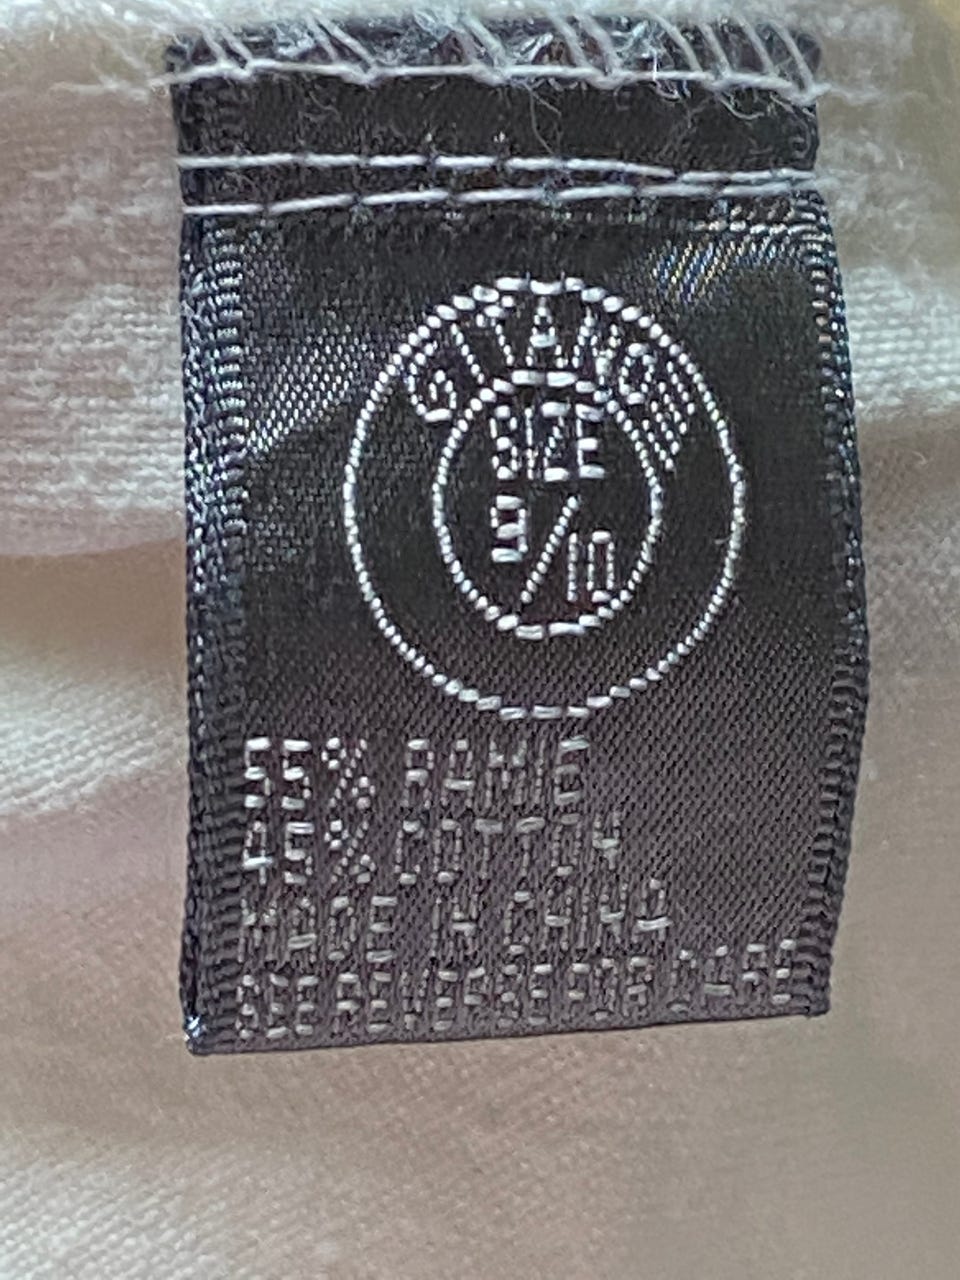 GITANO
SIZE
9/10
55% RAMIE
45% COTTON
MADE IN CHINA
SEE REVERSE FOR CARE